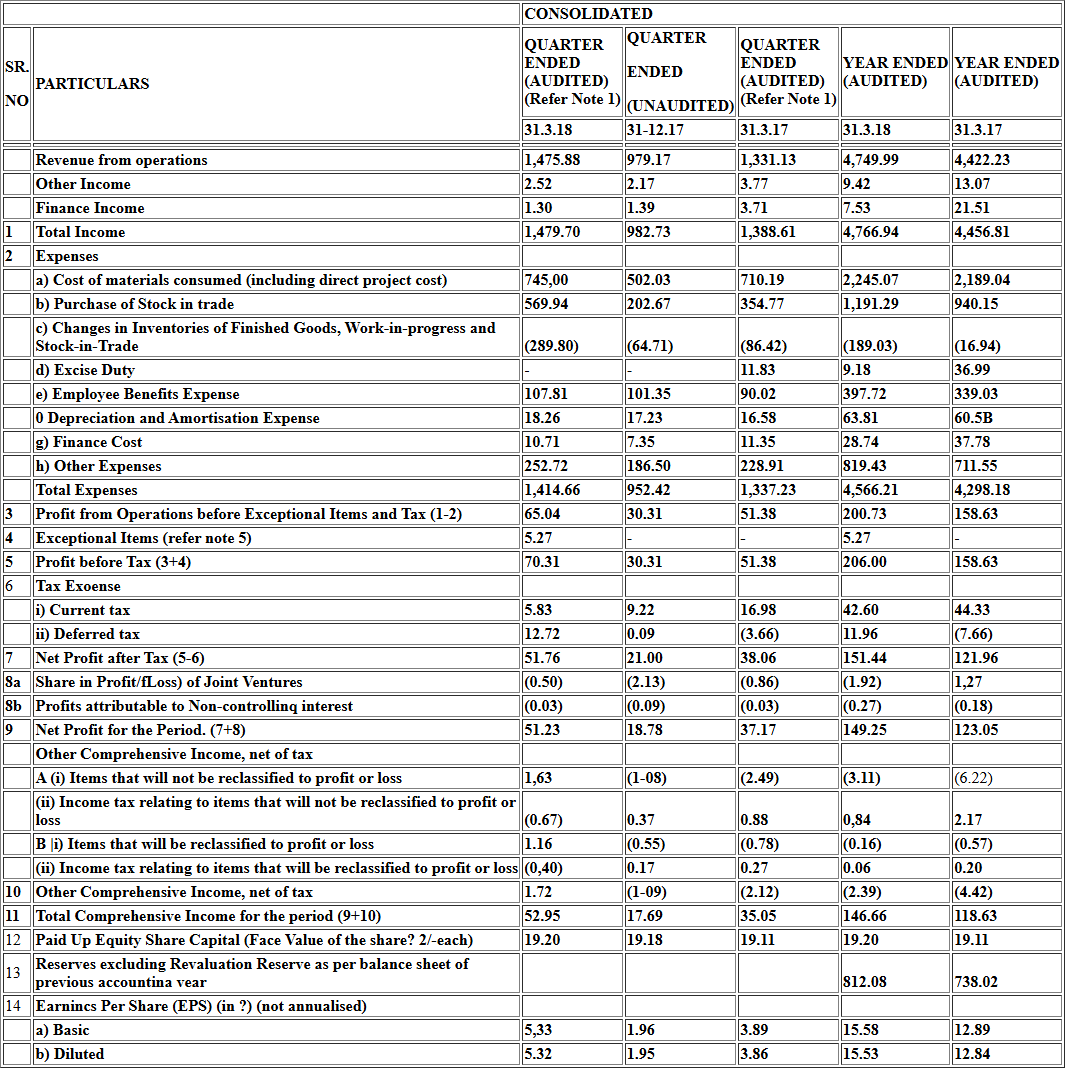 CONSOLIDATED
SR. NO PARTICULARS QUARTER ENDED (AUDITED) (Refer Note 1) QUARTER ENDED (UNAUDITED) QUARTER ENDED (AUDITED) (Refer Note 1) YEAR ENDED (AUDITED) YEAR ENDED (AUDITED)
31.3.18 31-12.17 31.3.17 31.3.18 31.3.17
Revenue from operations 1,475.88 979.17 1,331.13 4,749.99 4,422.23
Other Income 2.52 2.17 3.77 9.42 13.07
Finance Income 1.30 1.39 3.71 7.53 21.51
1 Total Income 1,479.70 982.73 1,388.61 4,766.94 4,456.81
2 Expenses
a) Cost of materials consumed (including direct project cost) 745,00 502.03 710.19 2,245.07 2,189.04
b) Purchase of Stock in trade 569.94 202.67 354.77 1,191.29 940.15
c) Changes in Inventories of Finished Goods, Work-in-progress and
Stock-in-Trade (289.80) (64.71) (86.42) (189.03) (16.94)
d) Excise Duty - - 11.83 9.18 36.99
e) Employee Benefits Expense 107.81 101.35 90.02 397.72 339.03
0 Depreciation and Amortisation Expense 18.26 17.23 16.58 63.81 60.5B
g) Finance Cost 10.71 7.35 11.35 28.74 37.78
h) Other Expenses 252.72 186.50 228.91 819.43 711.55
Total Expenses 1,414.66 952.42 1,337.23 4,566.21 4,298.18
3 Profit from Operations before Exceptional Items and Tax (1-2) 65.04 30.31 51.38 200.73 158.63
4 Exceptional Items (refer note 5) 5.27 - - 5.27 -
5 Profit before Tax (3+4) 70.31 30.31 51.38 206.00 158.63
6 Tax Exoense
i) Current tax 5.83 9.22 16.98 42.60 44.33
ii) Deferred tax 12.72 0.09 (3.66) 11.96 (7.66)
7 Net Profit after Tax (5-6) 51.76 21.00 38.06 151.44 121.96
8a Share in Profit/fLoss) of Joint Ventures (0.50) (2.13) (0.86) (1.92) 1,27
8b Profits attributable to Non-controllinq interest (0.03) (0.09) (0.03) (0.27) (0.18)
9 Net Profit for the Period. (7+8) 51.23 18.78 37.17 149.25 123.05
Other Comprehensive Income, net of tax
A (i) Items that will not be reclassified to profit or loss 1,63 (1-08) (2.49) (3.11) (6.22)
(ii) Income tax relating to items that will not be reclassified to profit or
loss (0.67) 0.37 0.88 0,84 2.17
B |i) Items that will be reclassified to profit or loss 1.16 (0.55) (0.78) (0.16) (0.57)
(ii) Income tax relating to items that will be reclassified to profit or loss (0,40) 0.17 0.27 0.06 0.20
10 Other Comprehensive Income, net of tax 1.72 (1-09) (2.12) (2.39) (4.42)
11 Total Comprehensive Income for the period (9+10) 52.95 17.69 35.05 146.66 118.63
12 Paid Up Equity Share Capital (Face Value of the share? 2/-each) 19.20 19.18 19.11 19.20 19.11
13 Reserves excluding Revaluation Reserve as per balance sheet of
previous accountina vear 812.08 738.02
14 Earnincs Per Share (EPS) (in ?) (not annualised)
a) Basic 5,33 1.96 3.89 15.58 12.89
b) Diluted 5.32 1.95 3.86 15.53 12.84